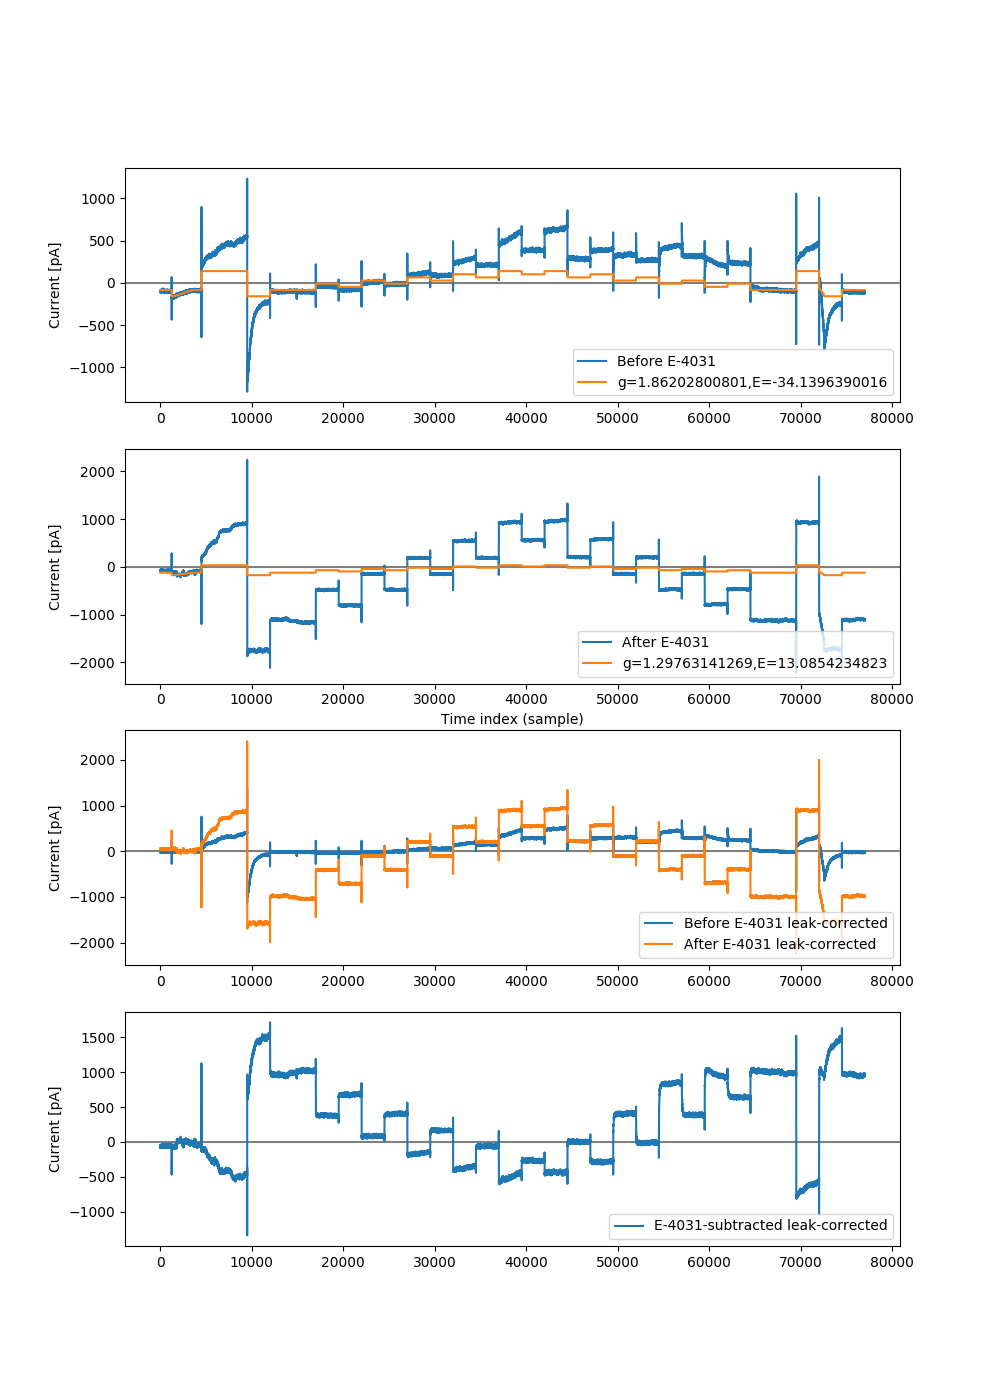 Current [pA]
1000
500
0
−500
−1000
0 10000 20000 30000 40000 50000 60000 70000 80000
Before E-4031
g=1.86202800801,E=-34.1396390016
Current [pA]
2000
1000
0
−1000
−2000
0 10000 20000 30000 40000 50000 60000 70000 80000
After E-4031
g=1.29763141269,E=13.0854234823
Time index (sample)
Current [pA]
2000
1000
0
−1000
−2000
0 10000 20000 30000 40000 50000 60000 70000 80000
Before E-4031 leak-corrected
After E-4031 leak-corrected
Current [pA]
1500
1000
500
0
−500
−1000
0 10000 20000 30000 40000 50000 60000 70000 80000
E-4031-subtracted leak-corrected